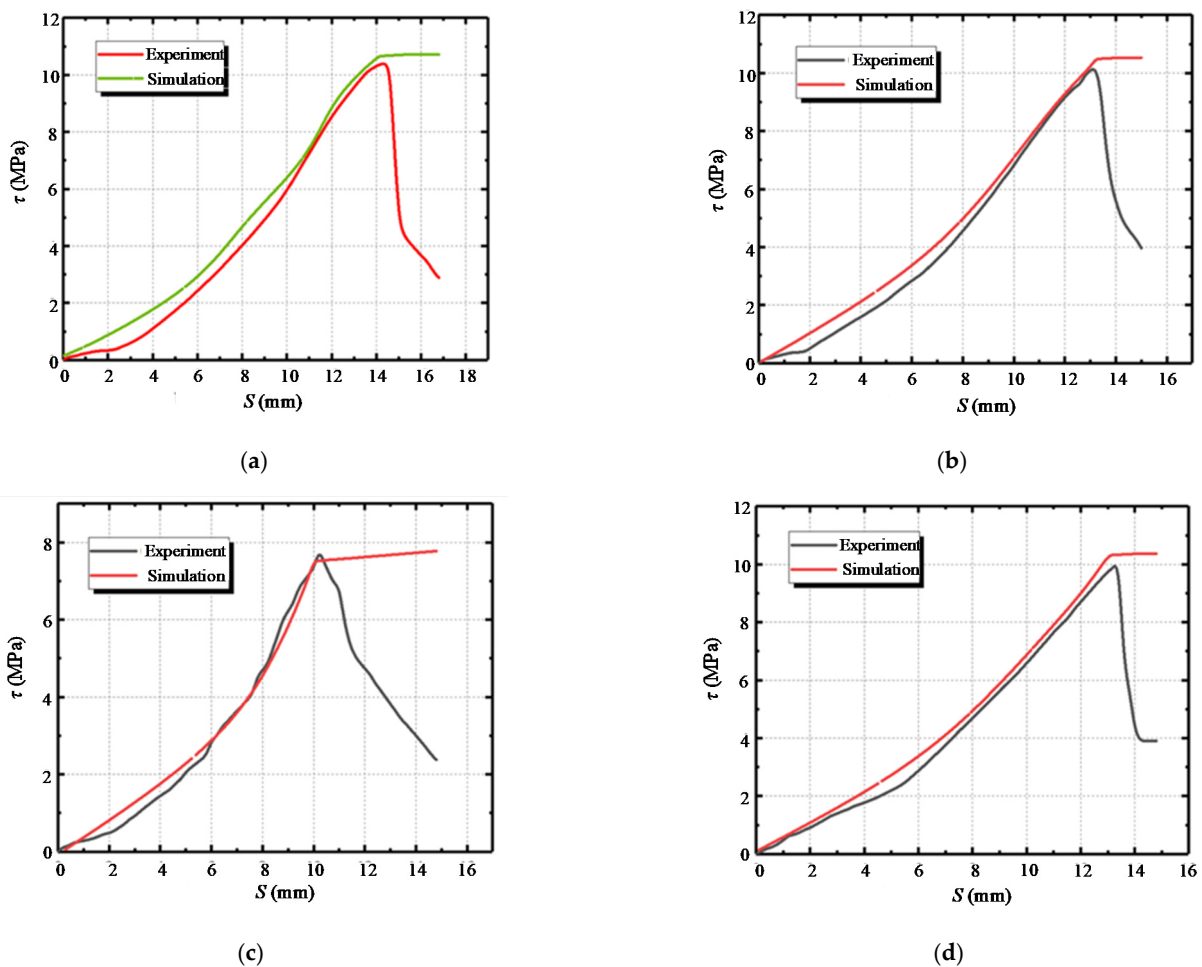 12
10
8
6
4
2
0
τ (MPa)
Experiment
Simulation
0 2 4 6 8 10 12 14 16 18
S (mm)
(a)
12
10
8
6
4
2
0
τ (MPa)
Experiment
Simulation
0 2 4 6 8 10 12 14 16
S (mm)
(b)
8
6
4
2
0
τ (MPa)
Experiment
Simulation
0 2 4 6 8 10 12 14 16
S (mm)
(c)
12
10
8
6
4
2
0
τ (MPa)
Experiment
Simulation
0 2 4 6 8 10 12 14 16
S (mm)
(d)